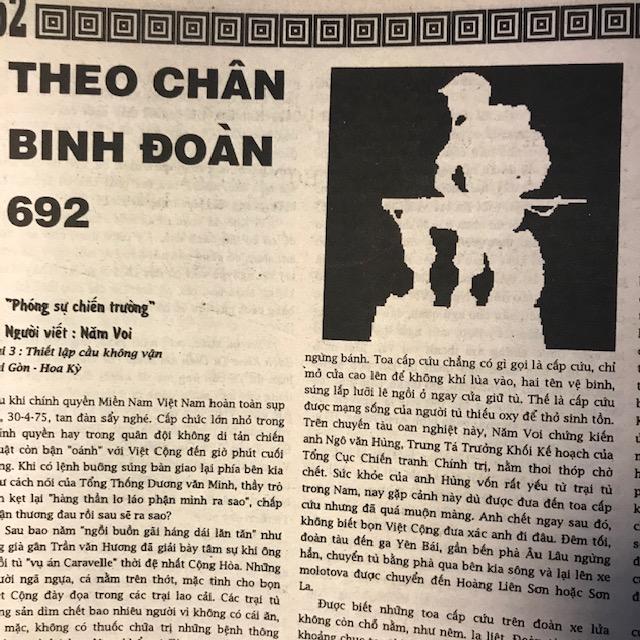 THEO CHÂN
BINH ĐOÀN
692
"Phóng sự chiến trường"
Người viết : Năm Voi
3 : Thiết lập cầu không vận
Gòn - Hoa Kỳ
khi chính quyền Miền Nam Việt Nam hoàn toàn sụp
, 30-4-75, tan đàn sẩy nghé. Cấp chức lớn nhỏ trong
quyền hay trong quân đội không di tản chiến
còn bận "oánh" với Việt Cộng đến giờ phút cuối
Khi có lệnh buông súng bàn giao lại phía bên kia
cách nói của Tổng Thống Dương văn Minh, thầy trò
kẹt lại "hàng thần lơ láo phận mình ra sao", chấp
thương đau rồi sau sẽ ra sao?
Sau bao năm "ngồi buồn gãi háng dái lăn tăn" như
già gân Trần văn Hương đã giải bày tâm sự khi ông
tù "vụ án Caravelle" thời đệ nhất Cộng Hòa. Những
ngã ngựa, cá nằm trên thớt, mặc tình cho bọn
Cộng đày đọa trong các trại lao cải. Các trại tù
sản dìm chết bao nhiêu người vì không có cái ăn,
mặc, không có thuốc chữa trị những bệnh thông
ngừng bánh. Toa cấp cứu chẳng có gì gọi là cấp cứu, chỉ
mở cửa cao lên để không khí lùa vào, hai tên vệ binh,
súng lắp lưỡi lê ngồi ở ngay cửa giữ tù, Thế là cấp cứu
được mạng sống của người tù thiếu oxy để thở sinh tồn.
Trên chuyến tàu oan nghiệt này, Năm Voi chứng kiến
anh Ngô văn Hùng, Trung Tá Trưởng Khối Kế hoạch của
Tổng Cục Chiến tranh Chính trị, nằm thoi thóp chờ
chết. Sức khỏe của anh Hùng vốn rất yếu từ trại tù
trong Nam, nay gặp cảnh này dù được đưa đến toa cấp
cứu nhưng đã quá muộn màng. Anh chết ngay sau đó,
không biết bọn Việt Cộng đưa xác anh đi đâu. Đêm tối,
đoàn tàu đến ga Yên Bái, gần bến phà Âu Lâu ngừng
hẳn, chuyển tù bằng phà qua bên kia sông và lại lên xe
molotova được chuyển đến Hoàng Liên Sơn hoặc Sơn
La.
Được biết những toa cấp cứu trên đoàn xe lửa
không còn chỗ nằm, như nêm, la liệt